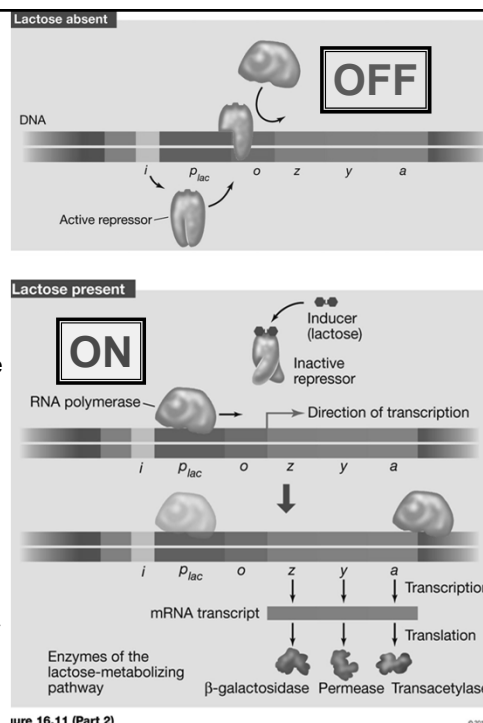 Lactose absent
OFF
DNA
i
p lac
o
z
y
a
Active repressor
Lactose present
ON
Inducer
(lactose)
Inactive
repressor
e
RNA polymerase
Direction of transcription
i
p lac
o
z
y
a
i
p lac
o
z
y
a
Transcription
mRNA transcript
Translation
Enzymes of the
lactose-metabolizing
pathway
β-galactosidase Permease Transacetylase
ure 16.11 (Part 2)